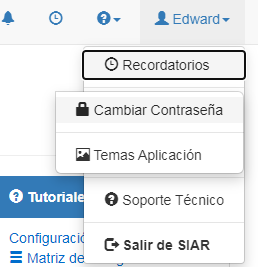 Edward
Recordatorios
Cambiar Contraseña
Temas Aplicación
Tutoriale
Soporte Técnico
Configuració
Matriz de
Salir de SIAR